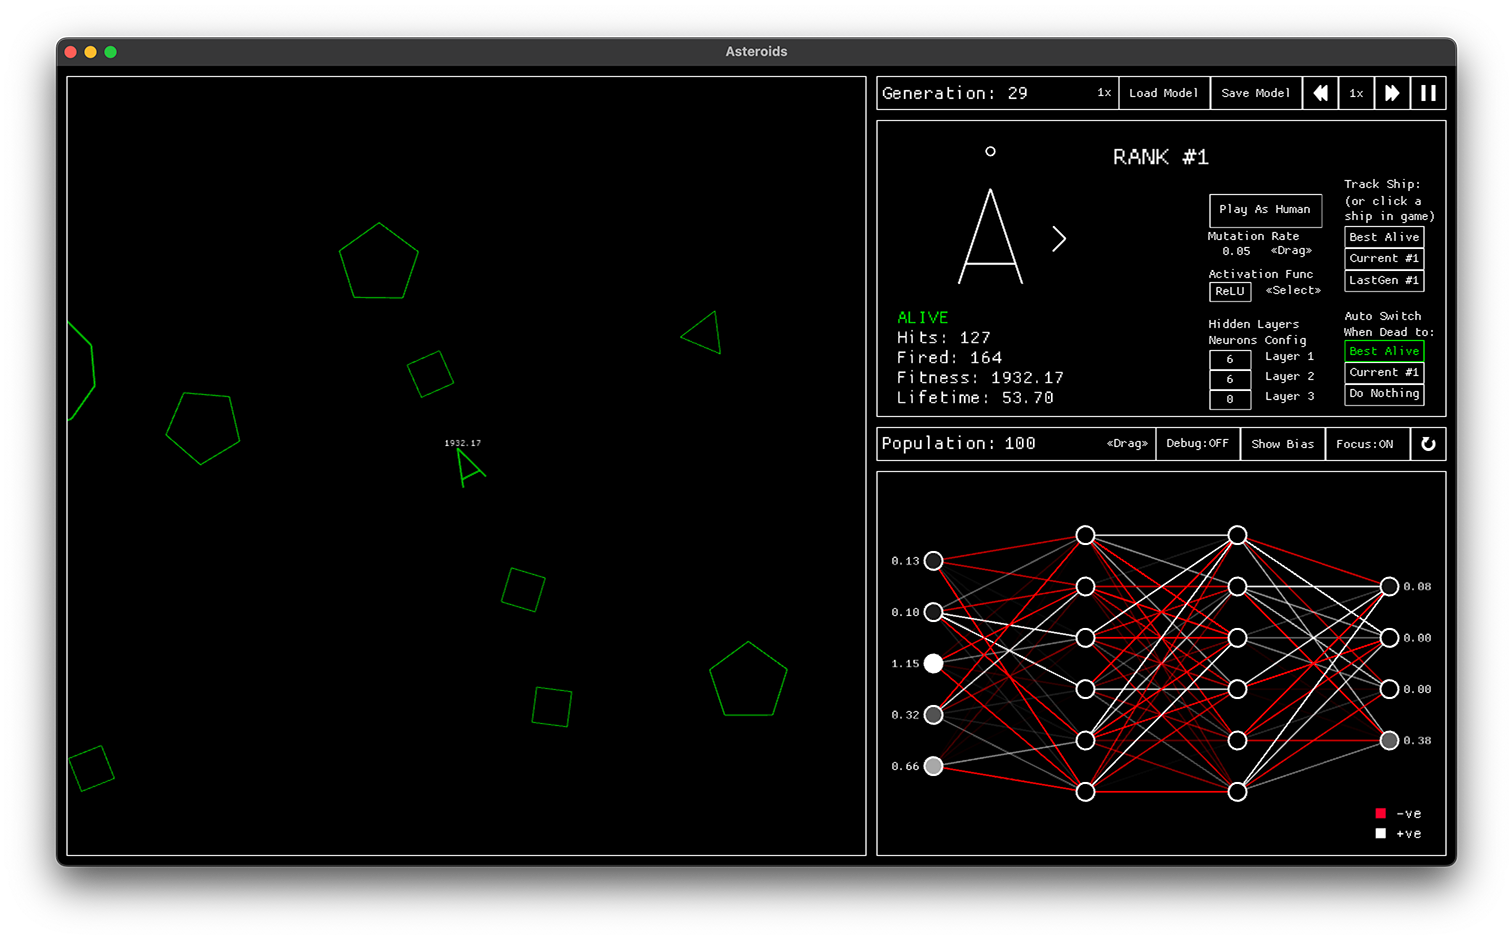 Asteroids
Generation: 29 1x Load Model Save Model 1x
RANK #1
Play As Human
Mutation Rate
0.05 «Drag»
Activation Func
ReLU «Select»
Hidden Layers
Neurons Config
6 Layer 1
6 Layer 2
0 Layer 3
Track Ship:
(or click a
ship in game)
Best Alive
Current #1
LastGen #1
Auto Switch
When Dead to:
Best Alive
Current #1
Do Nothing
ALIVE
Hits: 127
Fired: 164
Fitness: 1932.17
Lifetime: 53.70
1932.17
Population: 100 «Drag» Debug:OFF Show Bias Focus:ON
0.13
0.10
1.15
0.32
0.66
0.08
0.00
0.00
0.38
-ve
+ve